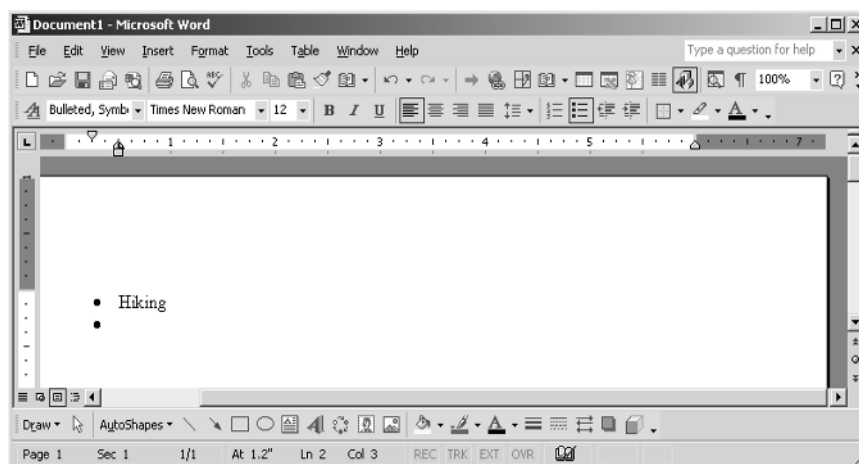 Document1 - Microsoft Word
File Edit View Insert Format Tools Table Window Help Type a question for help
ABC 100%
Bulleted, Symb Times New Roman 12 B I U A
L 1 2 3 4 5 7
• Hiking
•
Draw AutoShapes A A
Page 1 Sec 1 1/1 At 1.2" Ln 2 Col 3 REC TRK EXT OVR